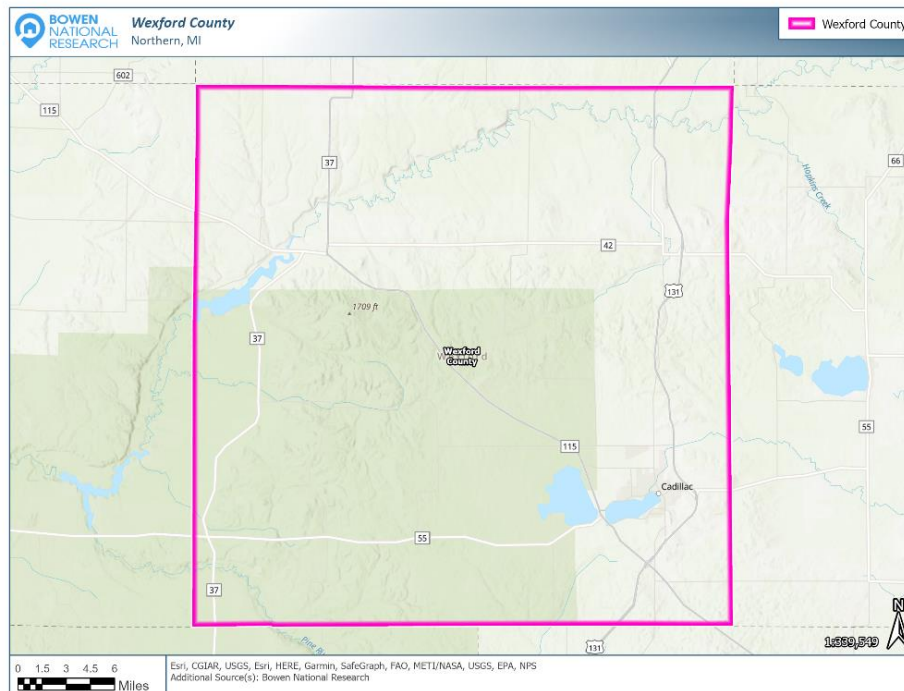 BOWEN
NATIONAL
RESEARCH
Wexford County
Northern, MI
Wexford County
602
115
37
66
Hopkins Creek
42
131
1709 ft
37
Wexford
County
55
115
Cadillac
55
37
131
N
1:339,549
0 1.5 3 4.5 6
Miles
Esri, CGIAR, USGS, Esri, HERE, Garmin, SafeGraph, FAO, METI/NASA, USGS, EPA, NPS
Additional Source(s): Bowen National Research